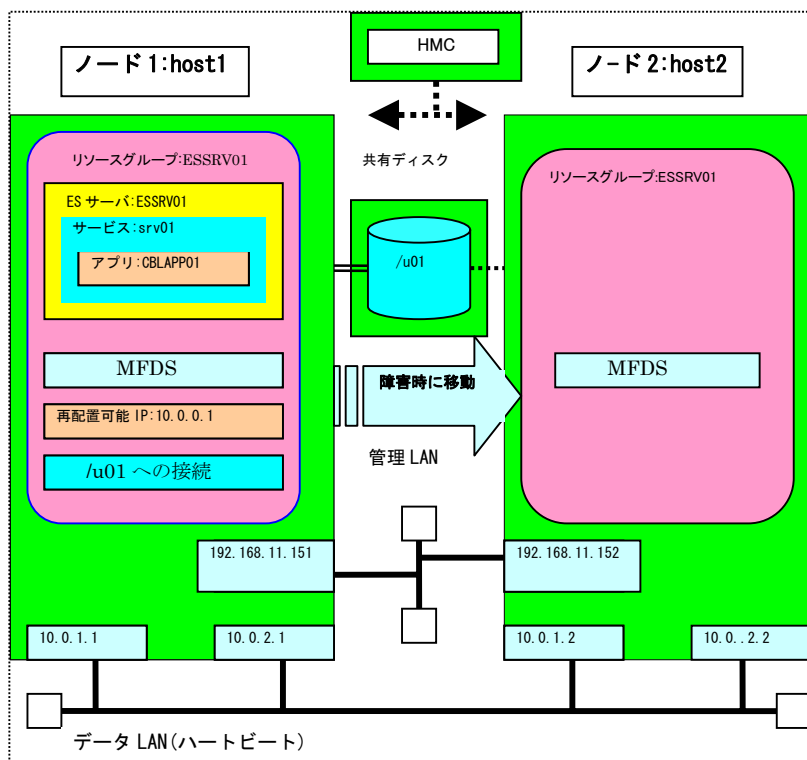 HMC
ノード 1:host1
ノ-ド 2:host2
リソースグループ:ESSRV01
共有ディスク
リソースグループ:ESSRV01
ES サーバ:ESSRV01
サービス:srv01
アプリ:CBLAPP01
/u01
MFDS
障害時に移動
MFDS
再配置可能 IP:10.0.0.1
管理 LAN
/u01 への接続
192.168.11.151
192.168.11.152
10.0.1.1
10.0.2.1
10.0.1.2
10.0..2.2
データ LAN(ハートビート)